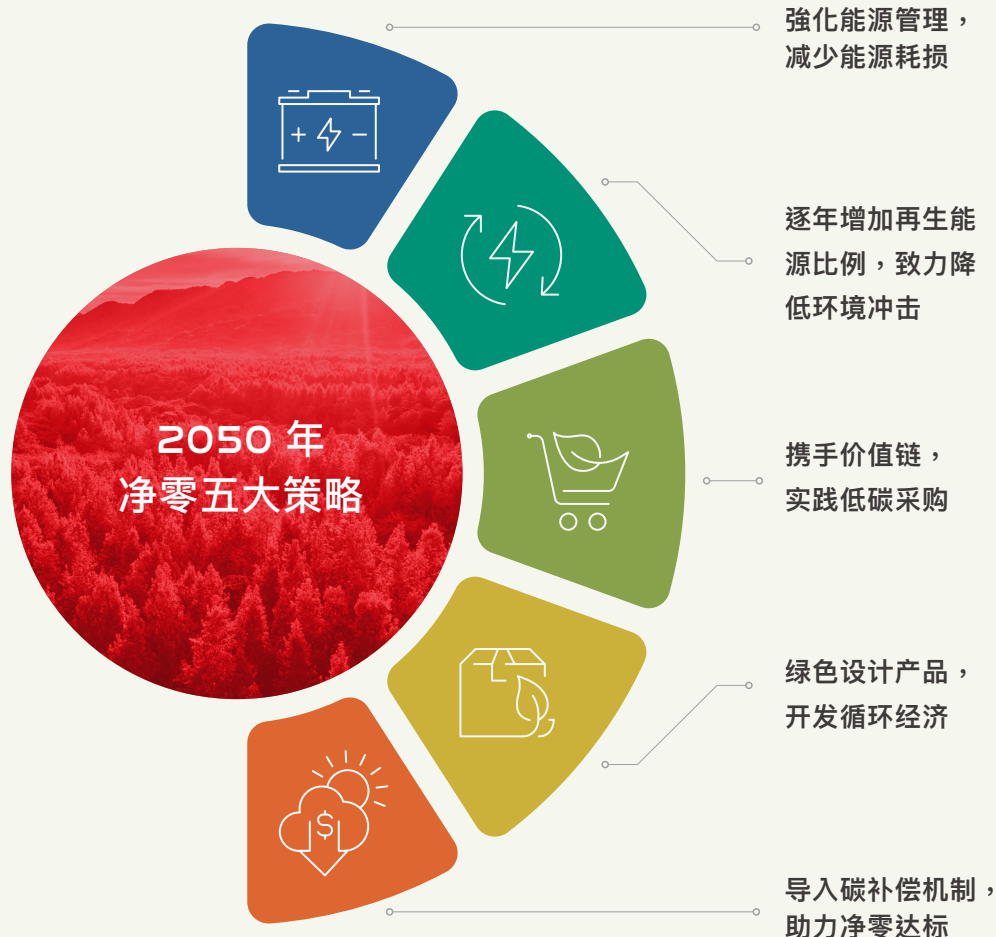 強化能源管理，
减少能源耗损
逐年增加再生能
源比例，致力降
低环境冲击
2050 年
净零五大策略
携手价值链，
实践低碳采购
绿色设计产品，
开发循环经济
$
导入碳补偿机制，
助力净零达标